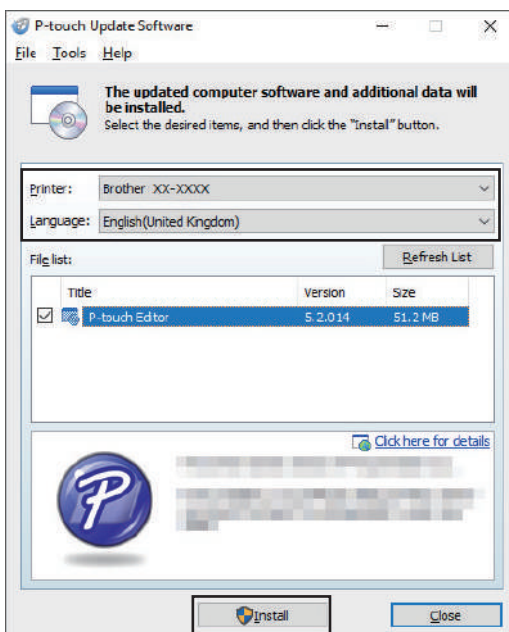 P-touch Update Software
File Tools Help
The updated computer software and additional data will
be installed.
Select the desired items, and then click the "Install" button.
Printer: Brother XX-XXXX
Language: English(United Kingdom)
File list: Refresh List
Title Version Size
P-touch Editor 5.2.014 51.2 MB
Click here for details
P
Install Close